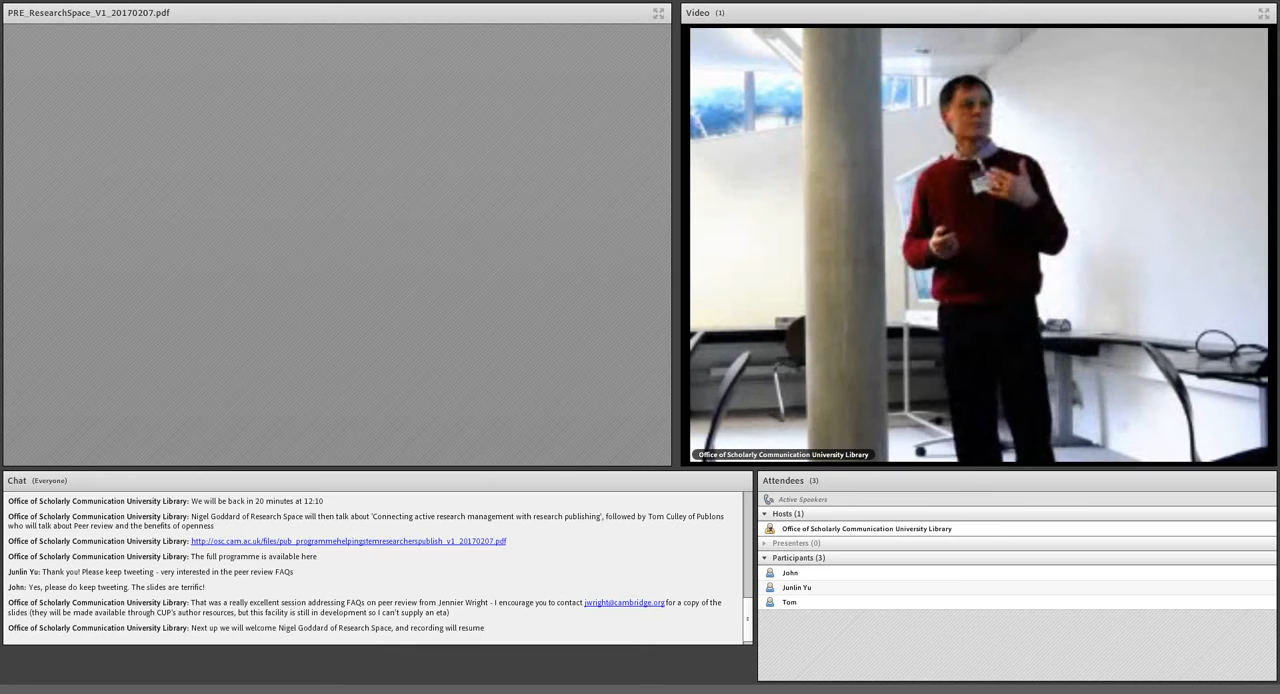 PRE_ResearchSpace_V1_20170207.pdf
Video (1)
Office of Scholarly Communication University Library
Chat (Everyone)
Office of Scholarly Communication University Library: We will be back in 20 minutes at 12:10
Office of Scholarly Communication University Library: Nigel Goddard of Research Space will then talk about 'Connecting active research management with research publishing', followed by Tom Culley of Publons
who will talk about Peer review and the benefits of openness
Office of Scholarly Communication University Library: http://osc.cam.ac.uk/files/pub_programmehelpingstemresearcherspublish_v1_20170207.pdf
Office of Scholarly Communication University Library: The full programme is available here
Junlin Yu: Thank you! Please keep tweeting - very interested in the peer review FAQs
John: Yes, please do keep tweeting. The slides are terrific!
Office of Scholarly Communication University Library: That was a really excellent session addressing FAQs on peer review from Jennier Wright - I encourage you to contact jwright@cambridge.org for a copy of the
slides (they will be made available through CUP's author resources, but this facility is still in development so I can't supply an eta)
Office of Scholarly Communication University Library: Next up we will welcome Nigel Goddard of Research Space, and recording will resume
Attendees (3)
Active Speakers
Hosts (1)
Office of Scholarly Communication University Library
Presenters (0)
Participants (3)
John
Junlin Yu
Tom